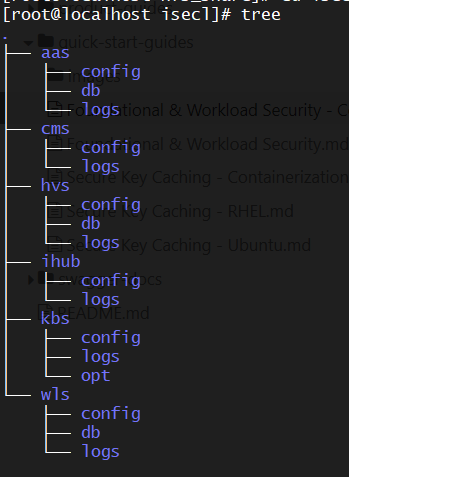 [root@localhost isecl]# tree
.
├── aas
│   ├── config
│   ├── db
│   └── logs
├── cms
│   ├── config
│   └── logs
├── hvs
│   ├── config
│   ├── db
│   └── logs
├── ihub
│   ├── config
│   └── logs
├── kbs
│   ├── config
│   ├── logs
│   └── opt
└── wls
    ├── config
    ├── db
    └── logs
quick-start-guides
images
Foundational & Workload Security - C
Foundational & Workload Security.md
Secure Key Caching - Containerization
Secure Key Caching - RHEL.md
Secure Key Caching - Ubuntu.md
README.md